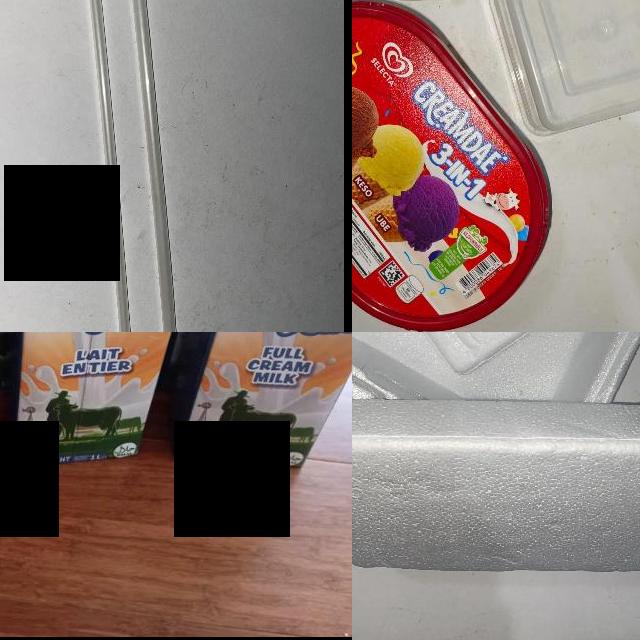 SELECTA
CREAMDAE
3-IN-1
KESO
UBE
LAIT
ENTIER
FULL
CREAM
MILK